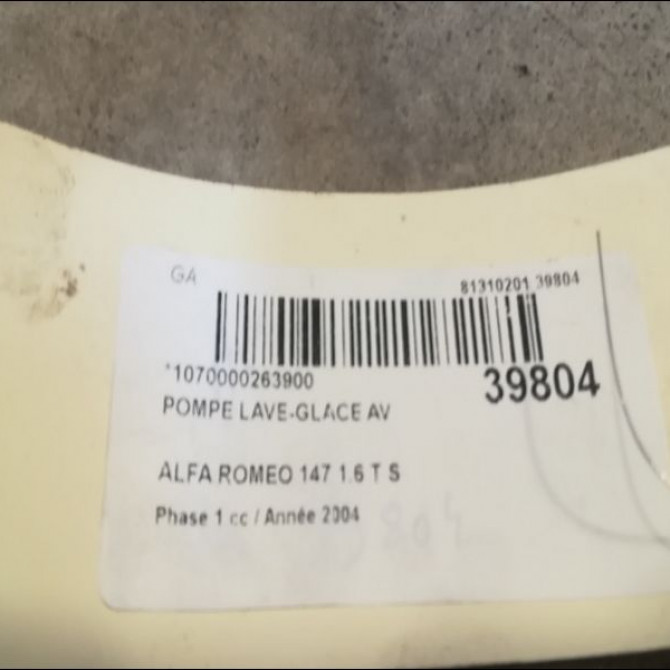 GA
81310201 39804
*1070000263900
39804
POMPE LAVE-GLACE AV
ALFA ROMEO 147 1.6 T S
Phase 1 cc / Année 2004